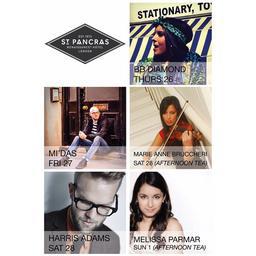 EST 1873
ST PANCRAS
RENAISSANCE HOTEL
LONDON
STATIONARY, TO
BB DIAMOND
THURS 26
MI'DAS
FRI 27
MARIE ANNE BRUCCHERI
SAT 28 (AFTERNOON TEA)
HARRIS ADAMS
SAT 28
MELISSA PARMAR
SUN 1 (AFTERNOON TEA)